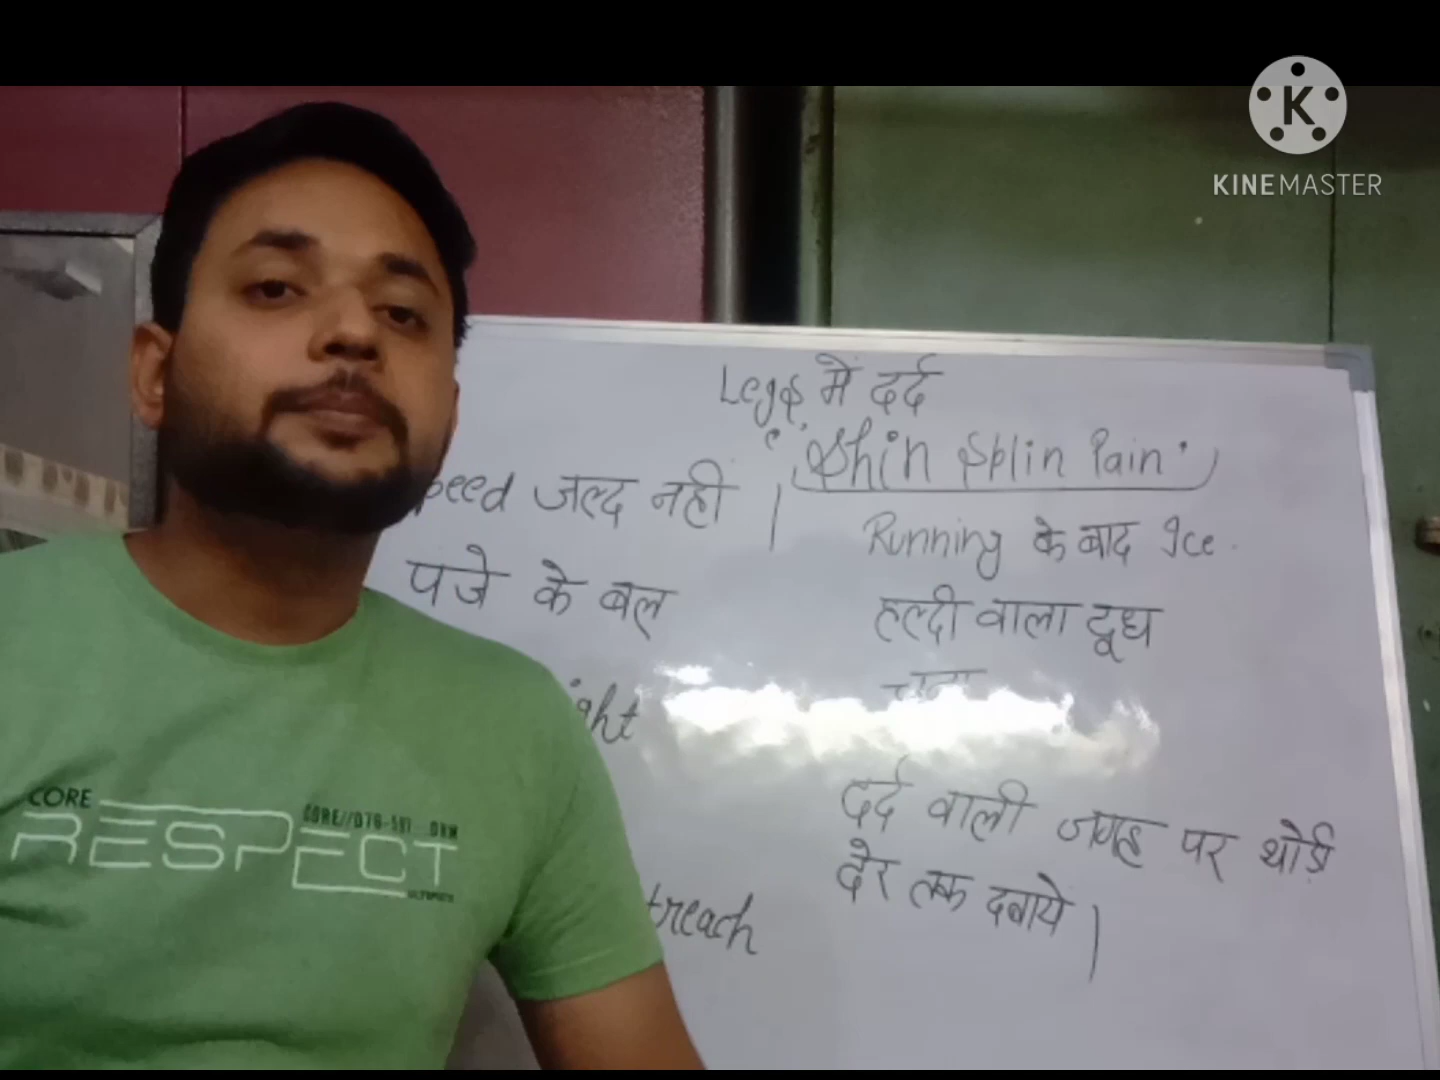 KINEMASTER
Legs में दर्द
"Shin Splin Pain"
peed जल्द नही ।
Running के बाद Ice
पजे के बल
हल्दी वाला दूध
ght
दर्द वाली जगह पर थोड़ी
देर तक दबाये ।
treach
CORE
RESPECT